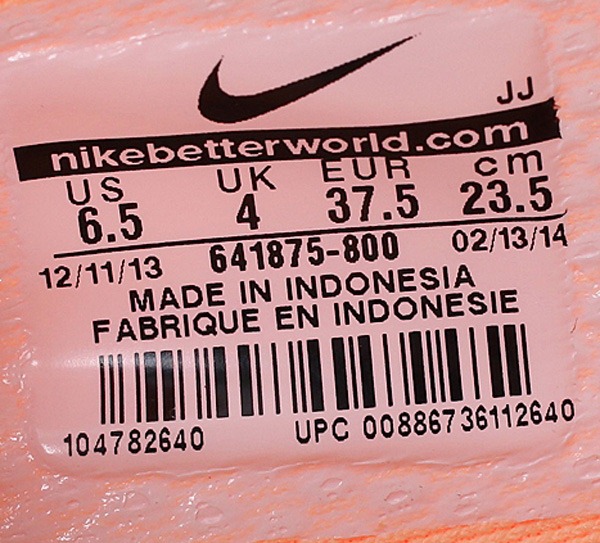 JJ
nikebetterworld.com
US UK EUR cm
6.5 4 37.5 23.5
12/11/13 641875-800 02/13/14
MADE IN INDONESIA
FABRIQUE EN INDONESIE
104782640 UPC 00886736112640